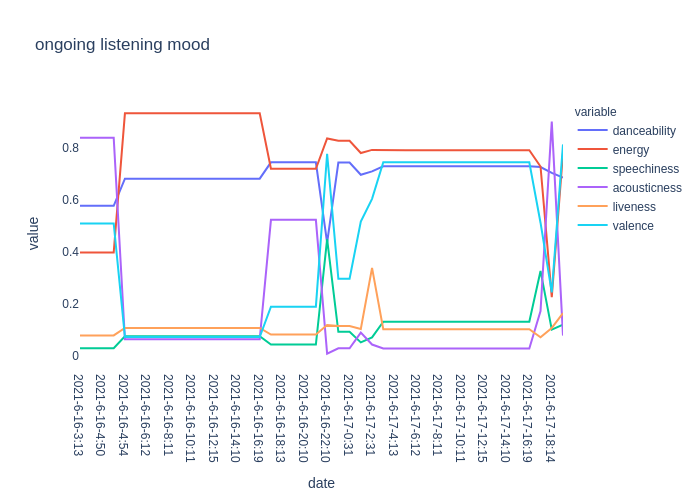 ongoing listening mood
variable
danceability
energy
speechiness
acousticness
liveness
valence
value
0.8
0.6
0.4
0.2
0
2021-6-16-3:13
2021-6-16-4:50
2021-6-16-4:54
2021-6-16-6:12
2021-6-16-8:11
2021-6-16-10:11
2021-6-16-12:15
2021-6-16-14:10
2021-6-16-16:19
2021-6-16-18:13
2021-6-16-20:10
2021-6-16-22:10
2021-6-17-0:31
2021-6-17-2:31
2021-6-17-4:13
2021-6-17-6:12
2021-6-17-8:11
2021-6-17-10:11
2021-6-17-12:15
2021-6-17-14:10
2021-6-17-16:19
2021-6-17-18:14
date